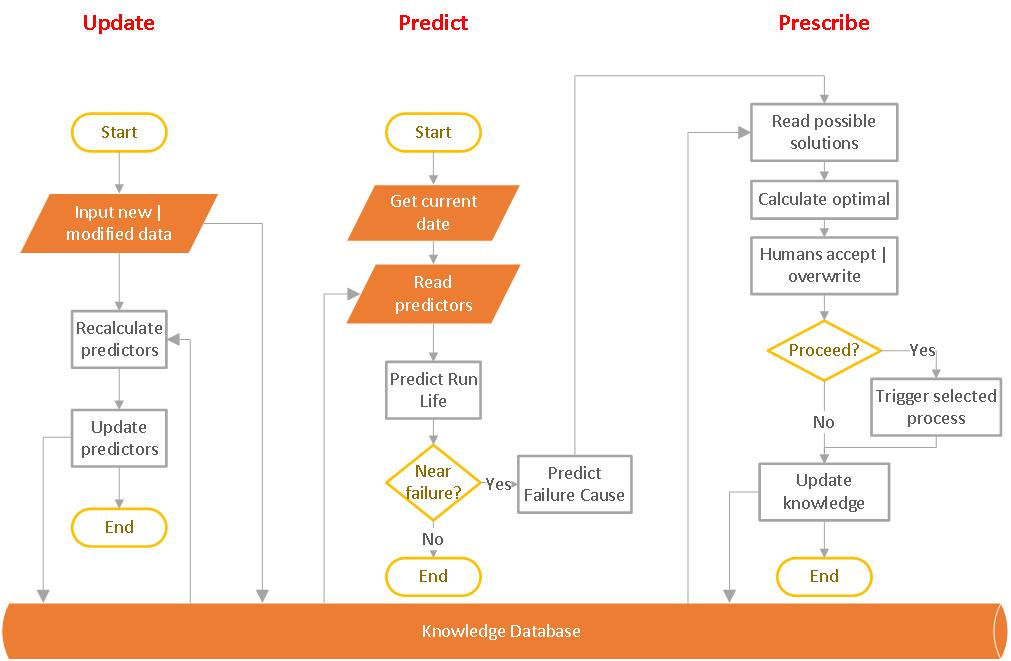 Update
Predict
Prescribe
Start
Input new |
modified data
Recalculate
predictors
Update
predictors
End
Start
Get current
date
Read
predictors
Predict Run
Life
Near
failure?
Yes
No
End
Predict
Failure Cause
Read possible
solutions
Calculate optimal
Humans accept |
overwrite
Proceed?
Yes
Trigger selected
process
No
Update
knowledge
End
Knowledge Database